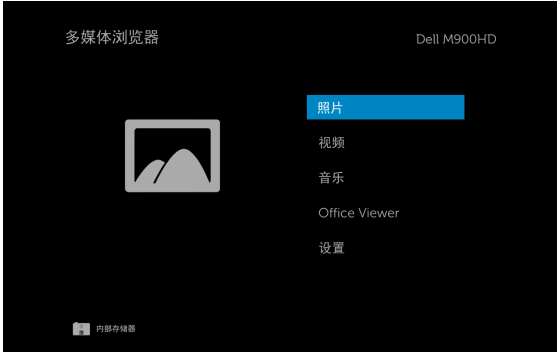 多媒体浏览器
Dell M900HD
照片
视频
音乐
Office Viewer
设置
内部存储器